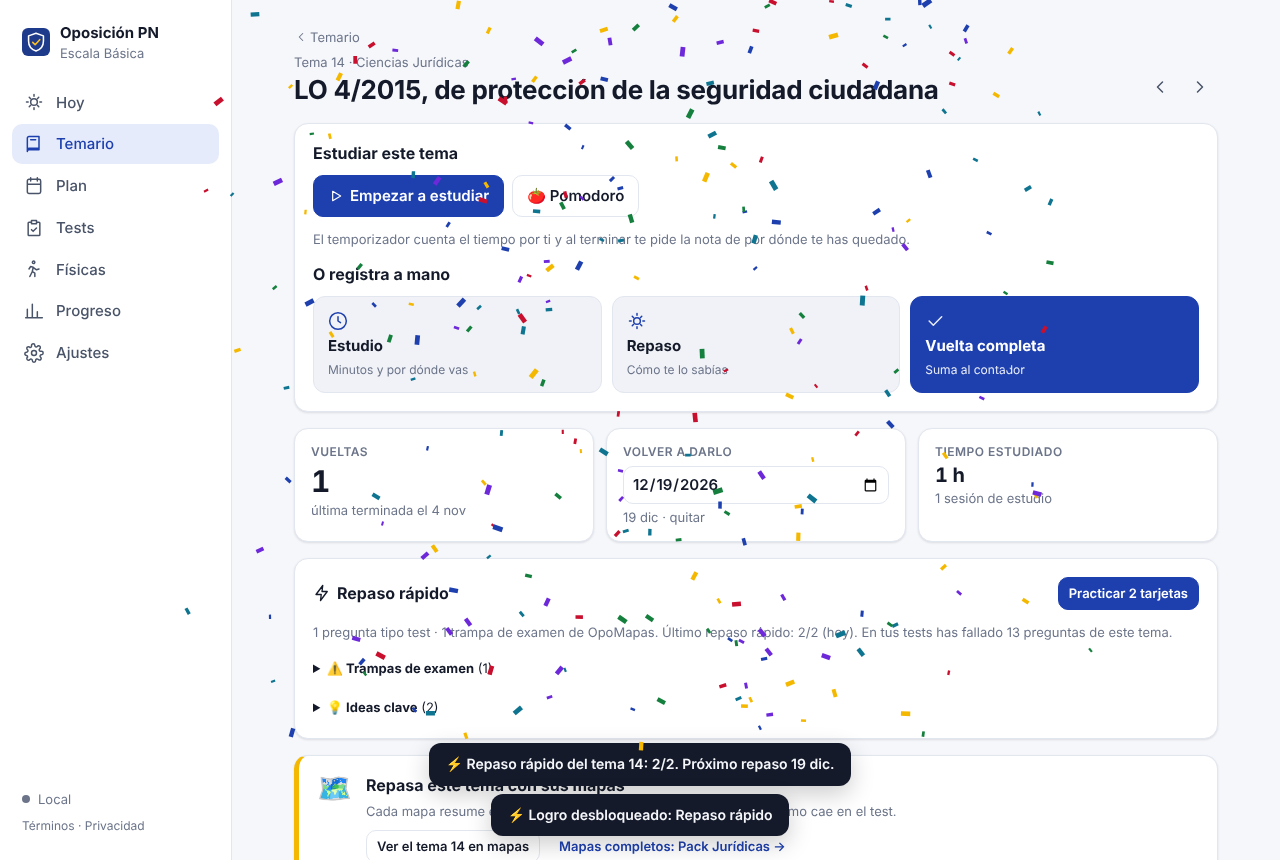 Oposición PN
Escala Básica
Hoy
Temario
Plan
Tests
Físicas
Progreso
Ajustes
Local
Términos · Privacidad
Temario
Tema 14 · Ciencias Jurídicas
LO 4/2015, de protección de la seguridad ciudadana
Estudiar este tema
Empezar a estudiar
Pomodoro
El temporizador cuenta el tiempo por ti y al terminar te pide la nota de por dónde te has quedado.
O registra a mano
Estudio
Minutos y por dónde vas
Repaso
Cómo te lo sabías
Vuelta completa
Suma al contador
VUELTAS
1
última terminada el 4 nov
VOLVER A DARLO
12/19/2026
19 dic · quitar
TIEMPO ESTUDIADO
1 h
1 sesión de estudio
Repaso rápido
Practicar 2 tarjetas
1 pregunta tipo test · 1 trampa de examen de OpoMapas. Último repaso rápido: 2/2 (hoy). En tus tests has fallado 13 preguntas de este tema.
⚠️ Trampas de examen (1)
💡 Ideas clave (2)
⚡ Repaso rápido del tema 14: 2/2. Próximo repaso 19 dic.
Repasa este tema con sus mapas
Cada mapa resume
⚡ Logro desbloqueado: Repaso rápido
cae en el test.
Ver el tema 14 en mapas
Mapas completos: Pack Jurídicas →